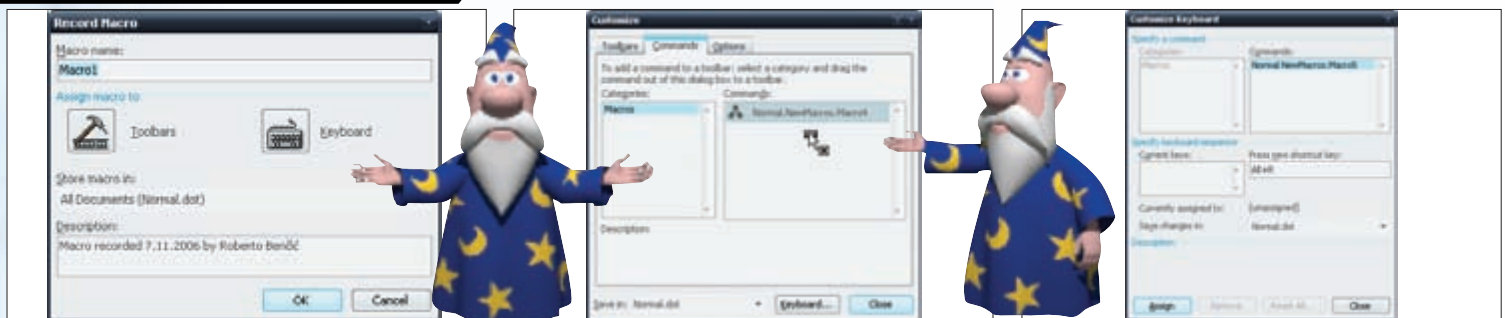 Record Macro
Macro name:
Macro1
Assign macro to
Toolbars
Keyboard
Store macro in:
All Documents (Normal.dot)
Description:
Macro recorded 7.11.2006 by Roberto Benčić
OK
Cancel
Customize
Toolbars Commands Options
To add a command to a toolbar: select a category and drag the
command out of this dialog box to a toolbar.
Categories:
Commands:
Macros
Normal.NewMacros.Macro4
Description:
Save in: Normal.dot
Keyboard...
Close
Customize Keyboard
Specify a command
Categories:
Commands:
Macros
Normal.NewMacros.Macro5
Specify keyboard sequence
Current keys:
Press new shortcut key:
Currently assigned to:
[unassigned]
Save changes in:
Normal.dot
Description:
Assign
Remove
Reset All...
Close